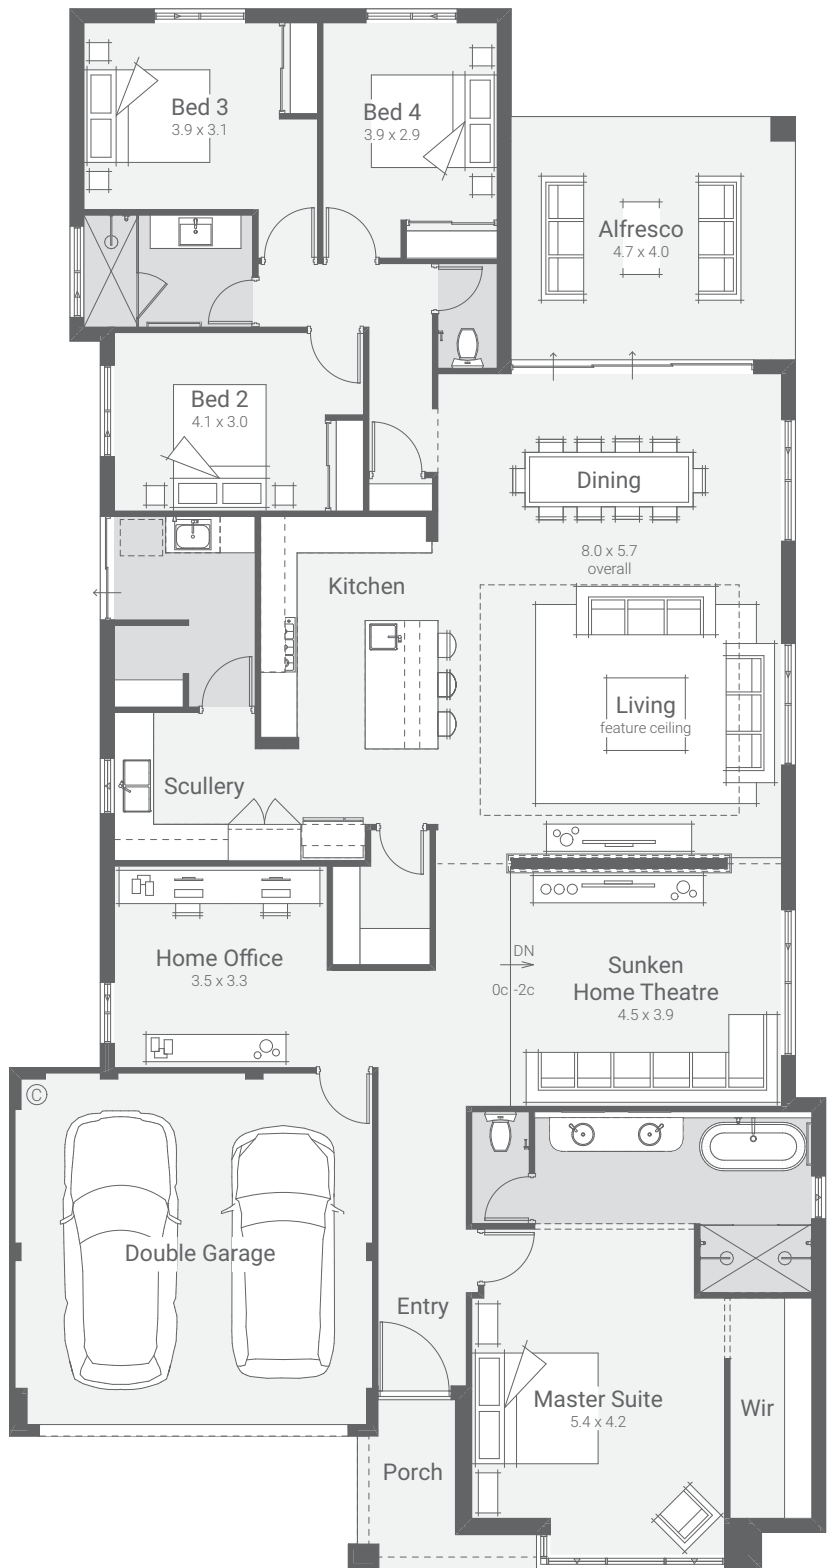 Bed 3
3.9 x 3.1
Bed 4
3.9 x 2.9
Alfresco
4.7 x 4.0
Bed 2
4.1 x 3.0
Dining
8.0 x 5.7
overall
Kitchen
Living
feature ceiling
Scullery
Home Office
3.5 x 3.3
DN
0c -2c
Sunken
Home Theatre
4.5 x 3.9
C
Double Garage
Entry
Master Suite
5.4 x 4.2
Wir
Porch